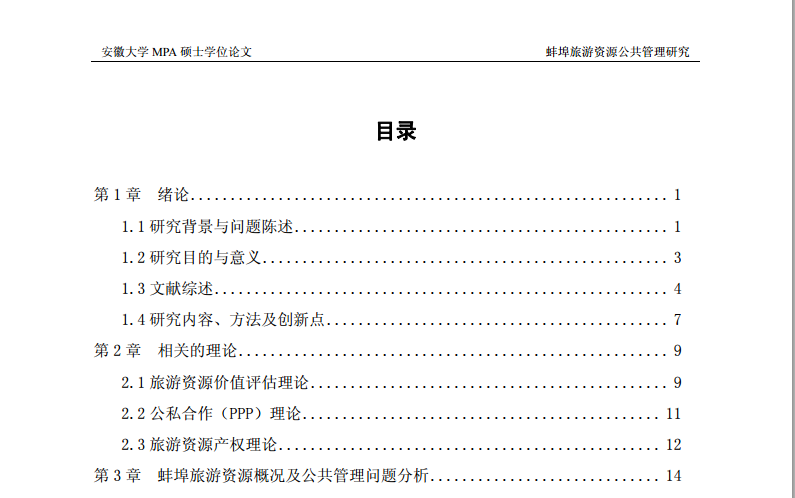 安徽大学 MPA 硕士学位论文 蚌埠旅游资源公共管理研究
目录
第 1 章 绪论............................................................ 1
1.1 研究背景与问题陈述............................................... 1
1.2 研究目的与意义................................................... 3
1.3 文献综述......................................................... 4
1.4 研究内容、方法及创新点........................................... 7
第 2 章 相关的理论...................................................... 9
2.1 旅游资源价值评估理论............................................. 9
2.2 公私合作（PPP）理论............................................. 11
2.3 旅游资源产权理论................................................ 12
第 3 章 蚌埠旅游资源概况及公共管理问题分析............................. 14